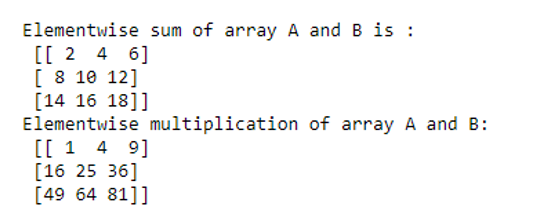 Elementwise sum of array A and B is :
[[ 2  4  6]
[ 8 10 12]
[14 16 18]]
Elementwise multiplication of array A and B:
[[ 1  4  9]
[16 25 36]
[49 64 81]]